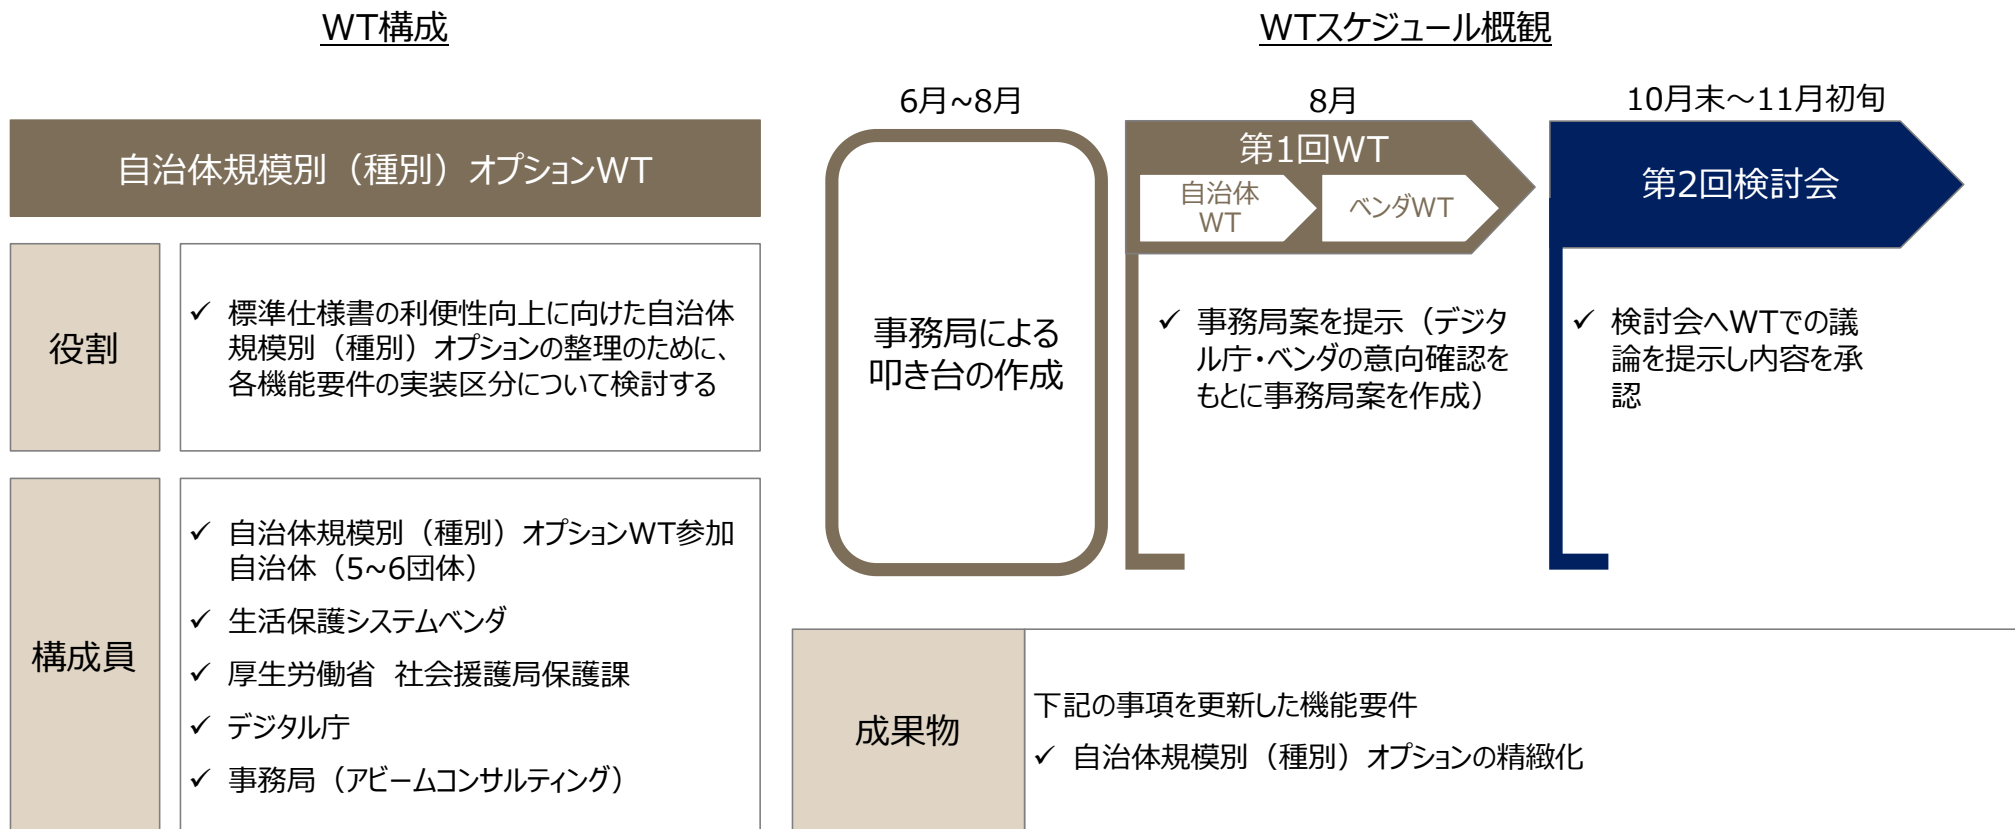 WT構成
自治体規模別（種別）オプションWT
役割
✓ 標準仕様書の利便性向上に向けた自治体
規模別（種別）オプションの整理のために、
各機能要件の実装区分について検討する
構成員
✓ 自治体規模別（種別）オプションWT参加
自治体（5~6団体）
✓ 生活保護システムベンダ
✓ 厚生労働省　社会援護局保護課
✓ デジタル庁
✓ 事務局（アビームコンサルティング）
WTスケジュール概観
6月~8月
事務局による
叩き台の作成
8月
第1回WT
自治体
WT
ベンダWT
✓ 事務局案を提示（デジタ
ル庁・ベンダの意向確認を
もとに事務局案を作成）
10月末～11月初旬
第2回検討会
✓ 検討会へWTでの議
論を提示し内容を承
認
成果物
下記の事項を更新した機能要件
✓ 自治体規模別（種別）オプションの精緻化